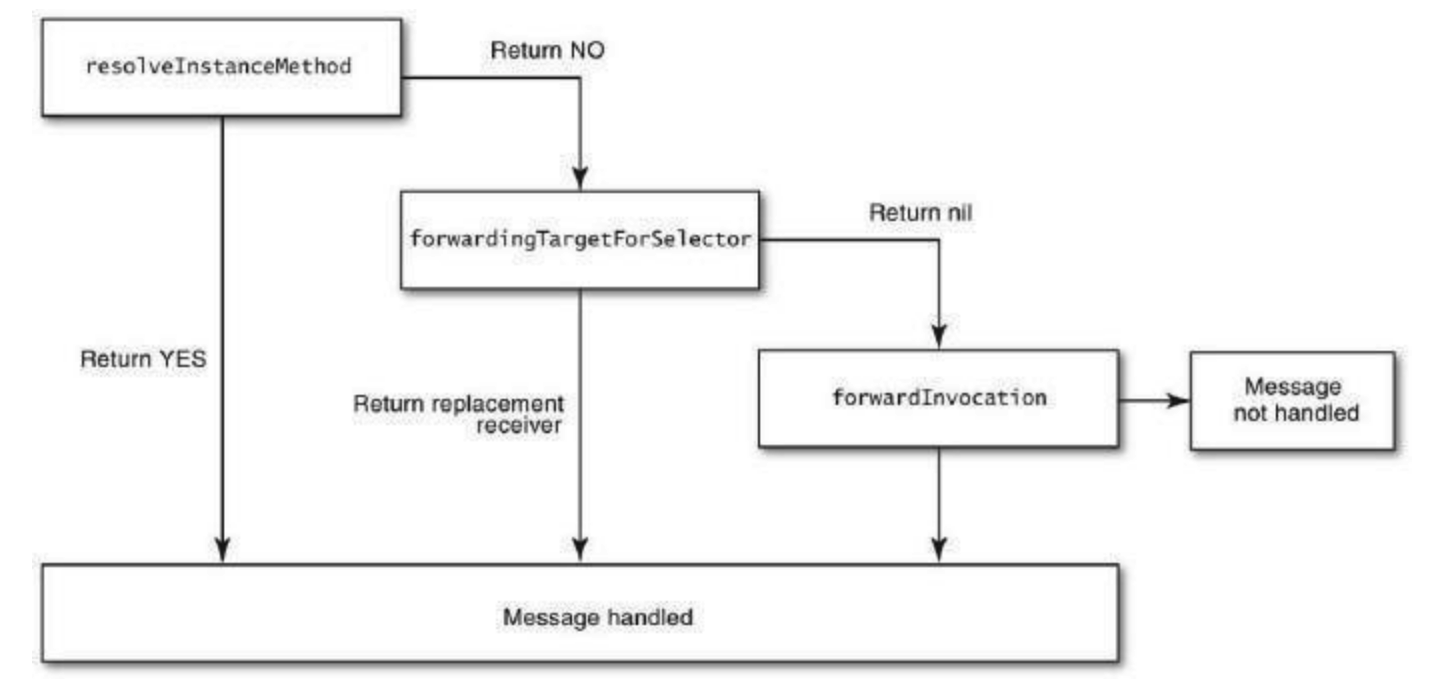 resolveInstanceMethod
Return NO
forwardingTargetForSelector
Return nil
Return YES
Return replacement
receiver
forwardInvocation
Message
not handled
Message handled